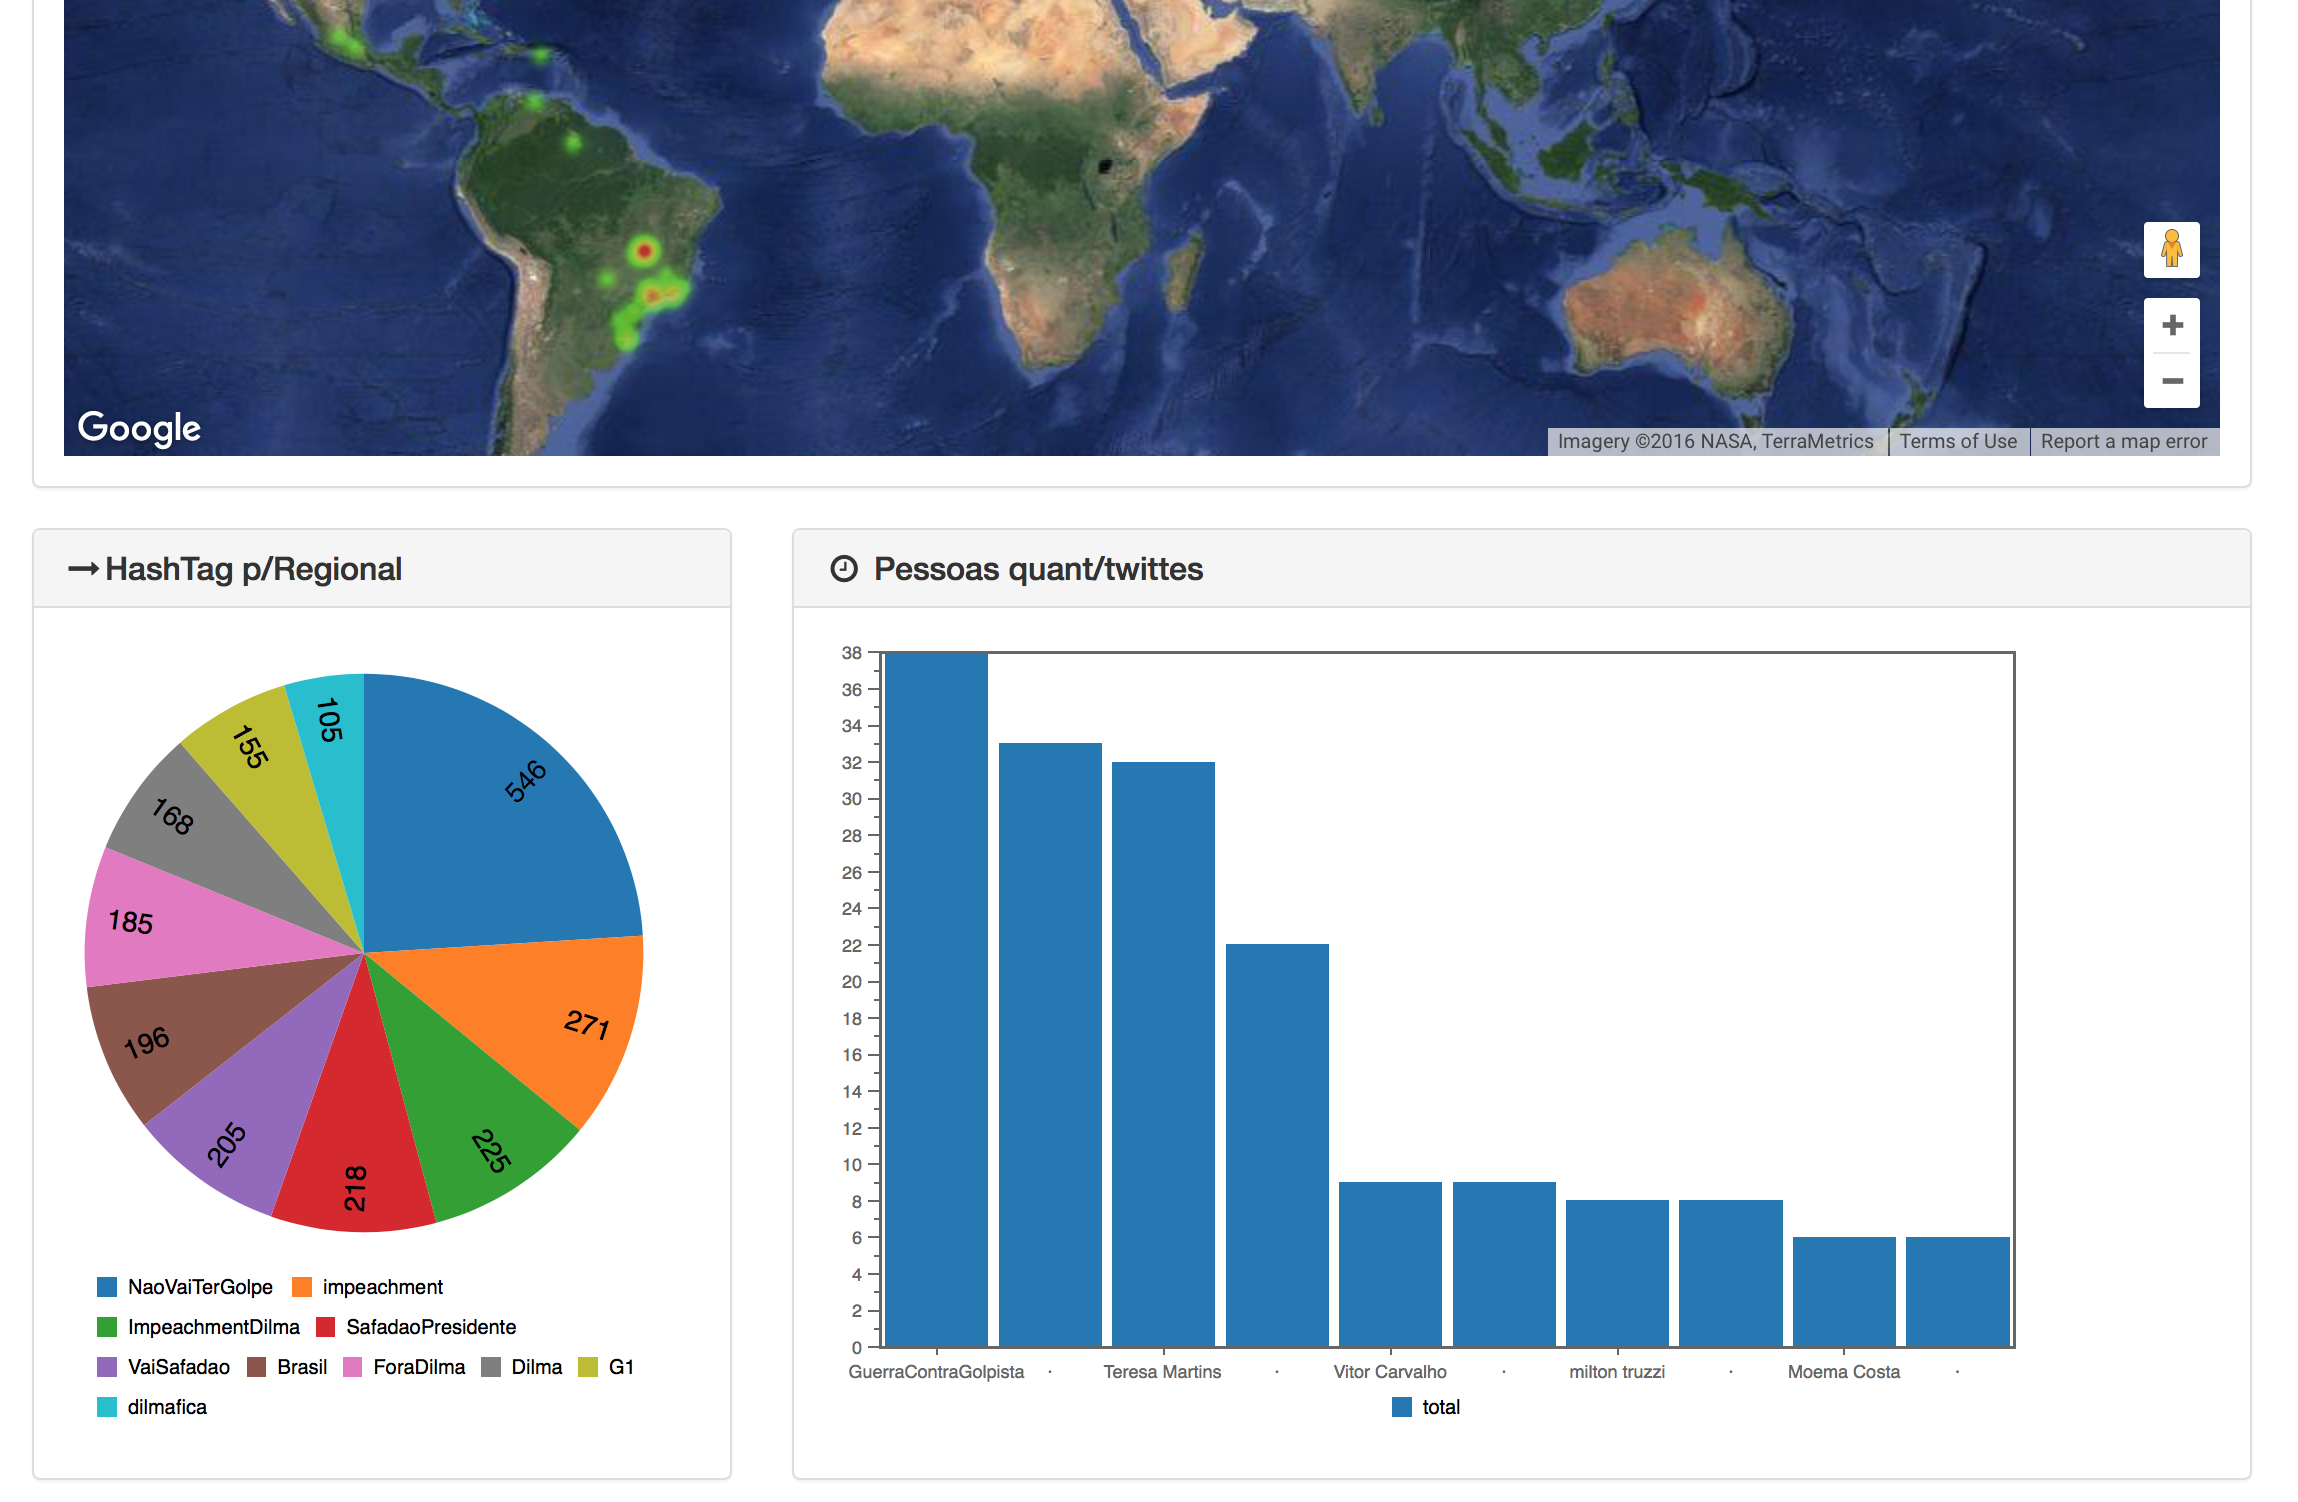 Google
+
−
Imagery ©2016 NASA, TerraMetrics
Terms of Use
Report a map error
HashTag p/Regional
546
271
225
218
205
196
185
168
155
105
NaoVaiTerGolpe impeachment
ImpeachmentDilma SafadaoPresidente
VaiSafadao Brasil ForaDilma Dilma G1
dilmafica
Pessoas quant/twittes
38
36
34
32
30
28
26
24
22
20
18
16
14
12
10
8
6
4
2
0
GuerraContraGolpista . Teresa Martins . Vitor Carvalho . milton truzzi . Moema Costa .
total